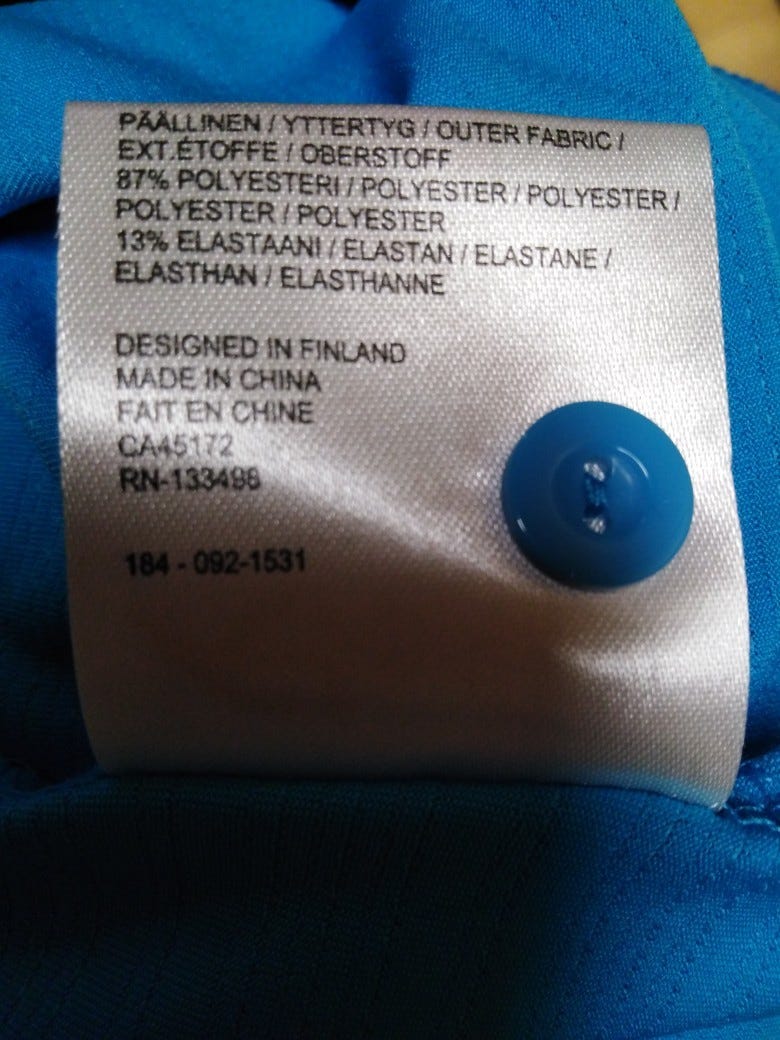 PÄÄLLINEN / YTTERTYG / OUTER FABRIC /
EXT.ÉTOFFE / OBERSTOFF
87% POLYESTERI / POLYESTER / POLYESTER /
POLYESTER / POLYESTER
13% ELASTAANI / ELASTAN / ELASTANE /
ELASTHAN / ELASTHANNE
DESIGNED IN FINLAND
MADE IN CHINA
FAIT EN CHINE
CA45172
RN-133498
184 - 092-1531